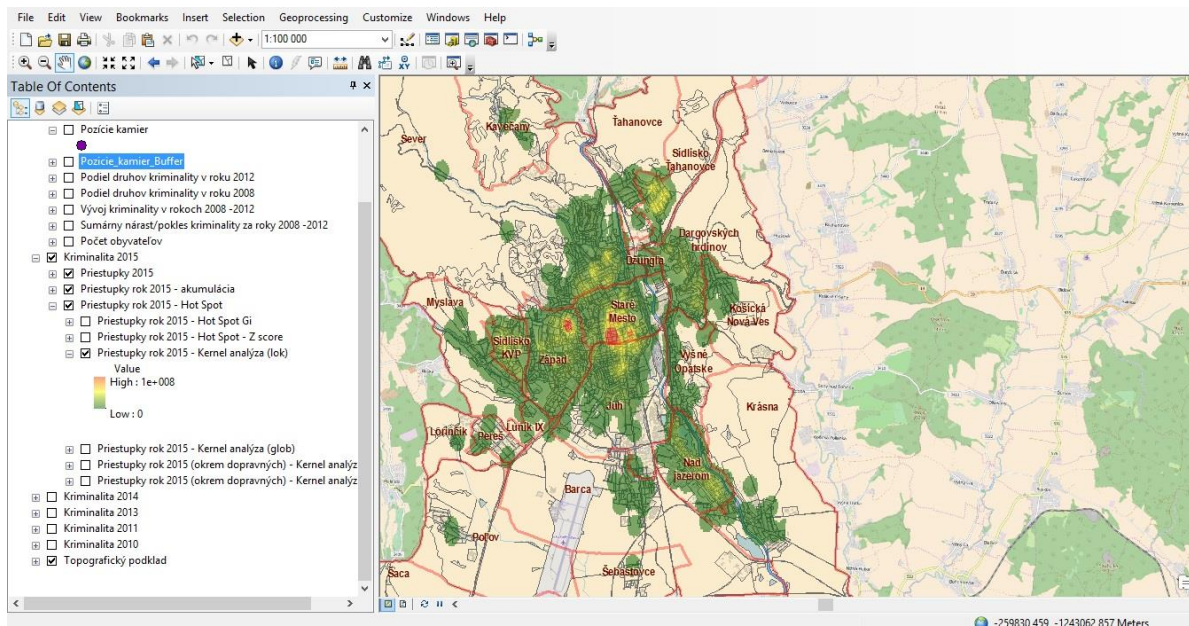 File Edit View Bookmarks Insert Selection Geoprocessing Customize Windows Help
1:100 000
Table Of Contents
Pozície kamier
Pozície_kamier_Buffer
Podiel druhov kriminality v roku 2012
Podiel druhov kriminality v roku 2008
Vývoj kriminality v rokoch 2008 -2012
Sumárny nárast/pokles kriminality za roky 2008 -2012
Počet obyvateľov
Kriminalita 2015
Priestupky 2015
Priestupky rok 2015 - akumulácia
Priestupky rok 2015 - Hot Spot
Priestupky rok 2015 - Hot Spot Gi
Priestupky rok 2015 - Hot Spot - Z score
Priestupky rok 2015 - Kernel analýza (lok)
Value
High : 1e+008
Low : 0
Priestupky rok 2015 - Kernel analýza (glob)
Priestupky rok 2015 (okrem dopravných) - Kernel analýz
Priestupky rok 2015 (okrem dopravných) - Kernel analýz
Kriminalita 2014
Kriminalita 2013
Kriminalita 2011
Kriminalita 2010
Topografický podklad
Kavečany
Ťahanovce
Sever
Sídlisko
Ťahanovce
Dargovských
hrdinov
Džungľa
Myslava
Staré
Mesto
Košická
Nová Ves
Sídlisko
KVP
Západ
Vyšné
Opátske
Krásna
Juh
Lorinčík
Pereš
Luník IX
Nad
jazerom
Barca
Poľov
Šaca
Šebastovce
-259830,459 -1243062,857 Meters